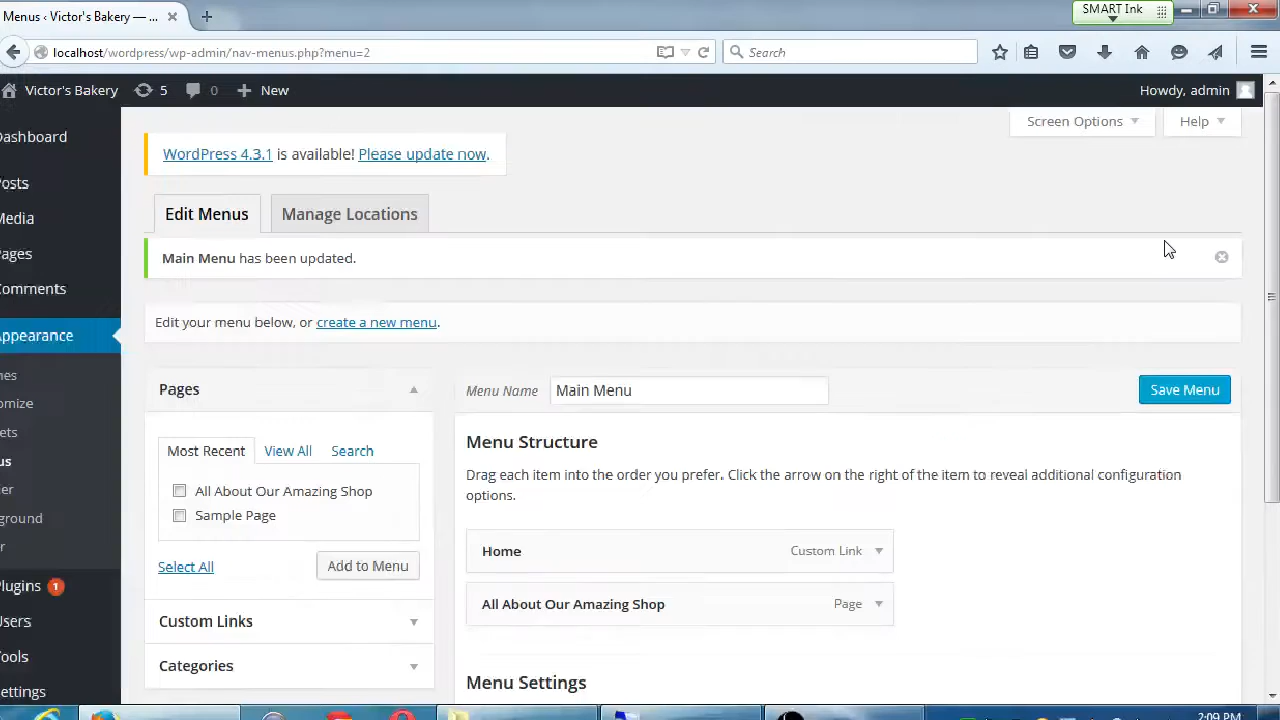 Menus ‹ Victor's Bakery — ...
SMART Ink
localhost/wordpress/wp-admin/nav-menus.php?menu=2
Search
Victor's Bakery 5 0 New
Howdy, admin
Screen Options Help
Dashboard
WordPress 4.3.1 is available! Please update now.
Posts
Media
Edit Menus Manage Locations
Pages
Main Menu has been updated.
Comments
Edit your menu below, or create a new menu.
Appearance
mes
omize
ets
us
er
ground
r
Plugins 1
Users
Tools
Settings
Pages
Most Recent View All Search
All About Our Amazing Shop
Sample Page
Select All Add to Menu
Custom Links
Categories
Menu Name Main Menu Save Menu
Menu Structure
Drag each item into the order you prefer. Click the arrow on the right of the item to reveal additional configuration
options.
Home Custom Link
All About Our Amazing Shop Page
Menu Settings
2:09 PM